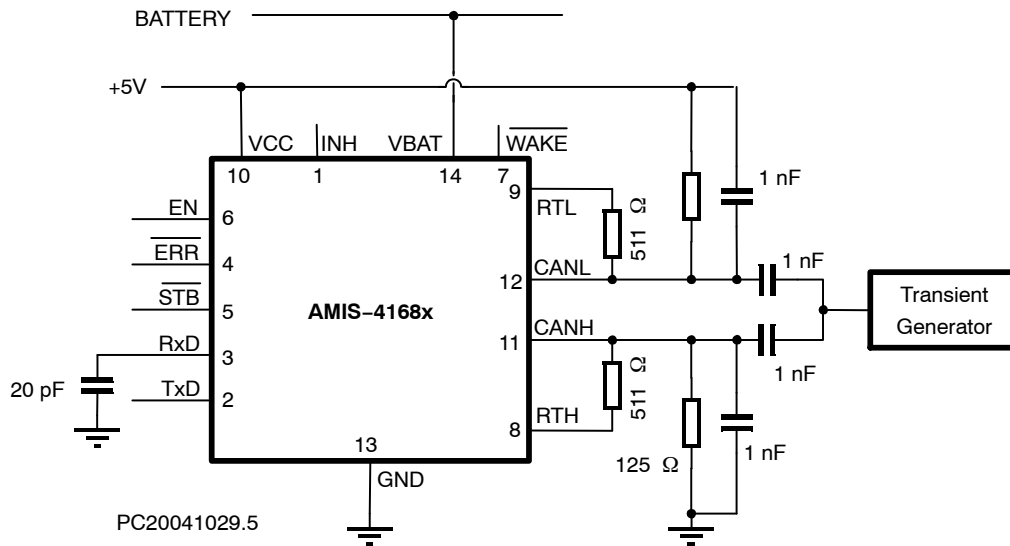 BATTERY
+5V
VCC
INH
VBAT
WAKE
10
1
14
7
9
RTL
511 Ω
1 nF
EN
6
ERR
4
CANL
12
1 nF
STB
5
AMIS–4168x
Transient
Generator
RxD
3
CANH
11
1 nF
20 pF
TxD
2
511 Ω
RTH
8
13
125 Ω
1 nF
GND
PC20041029.5